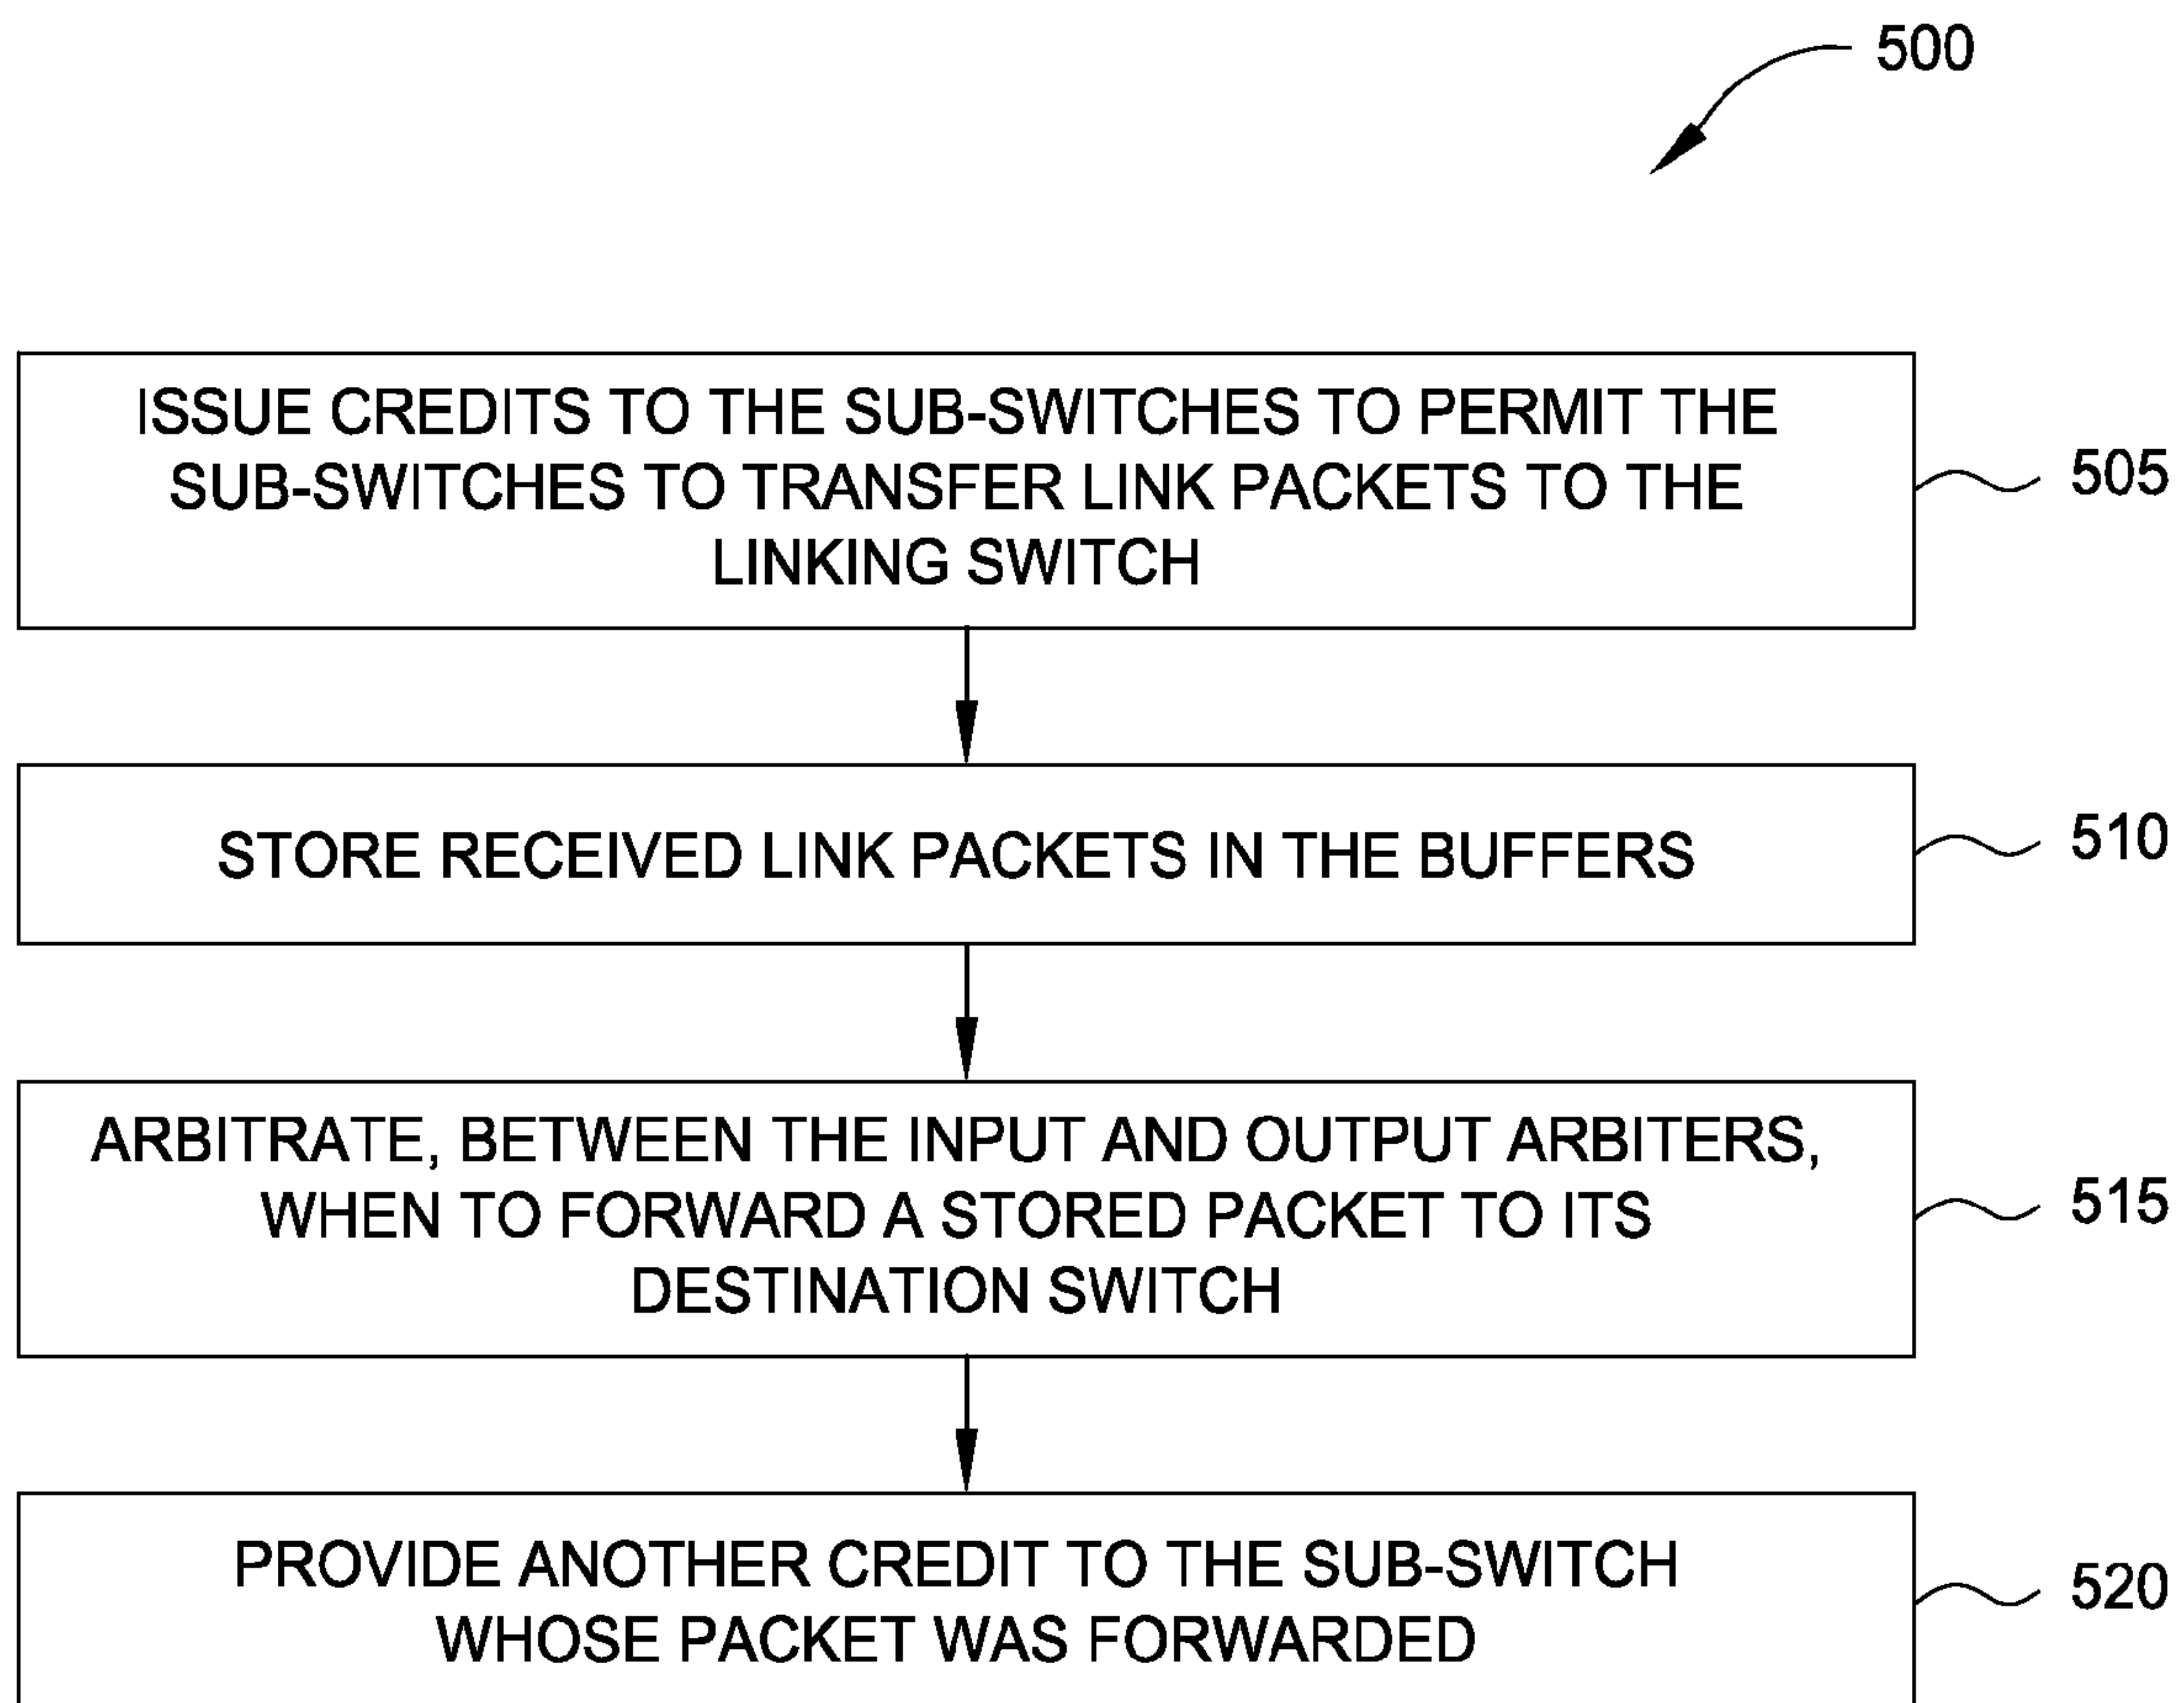 500
ISSUE CREDITS TO THE SUB-SWITCHES TO PERMIT THE
SUB-SWITCHES TO TRANSFER LINK PACKETS TO THE
LINKING SWITCH
505
STORE RECEIVED LINK PACKETS IN THE BUFFERS
510
ARBITRATE, BETWEEN THE INPUT AND OUTPUT ARBITERS,
WHEN TO FORWARD A STORED PACKET TO ITS
DESTINATION SWITCH
515
PROVIDE ANOTHER CREDIT TO THE SUB-SWITCH
WHOSE PACKET WAS FORWARDED
520